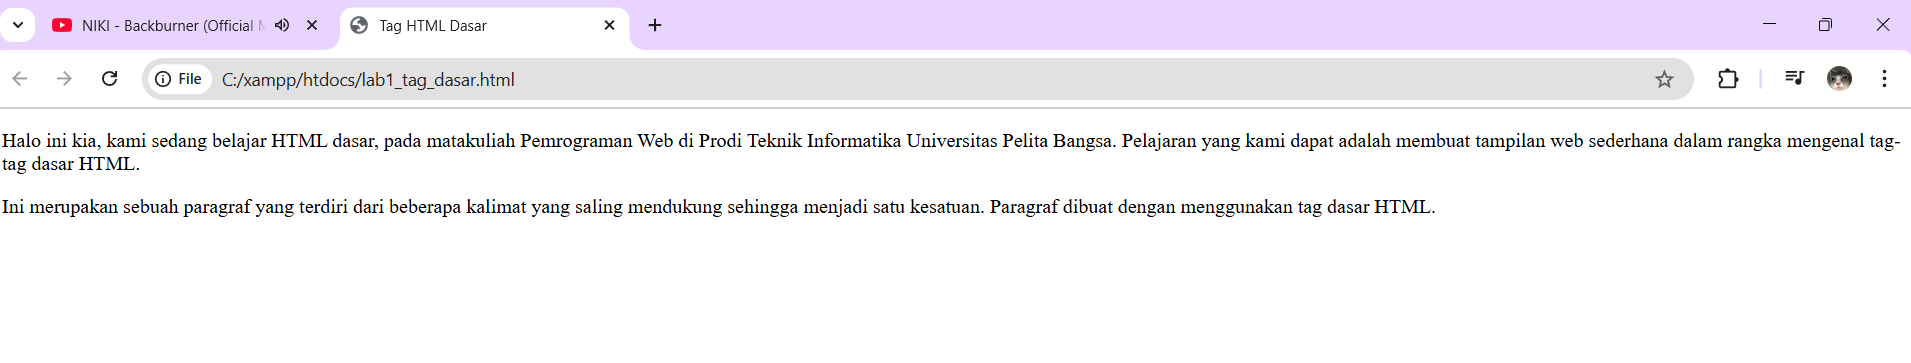 NIKI - Backburner (Official
Tag HTML Dasar
File
C:/xampp/htdocs/lab1_tag_dasar.html
Halo ini kia, kami sedang belajar HTML dasar, pada matakuliah Pemrograman Web di Prodi Teknik Informatika Universitas Pelita Bangsa. Pelajaran yang kami dapat adalah membuat tampilan web sederhana dalam rangka mengenal tag-
tag dasar HTML.
Ini merupakan sebuah paragraf yang terdiri dari beberapa kalimat yang saling mendukung sehingga menjadi satu kesatuan. Paragraf dibuat dengan menggunakan tag dasar HTML.